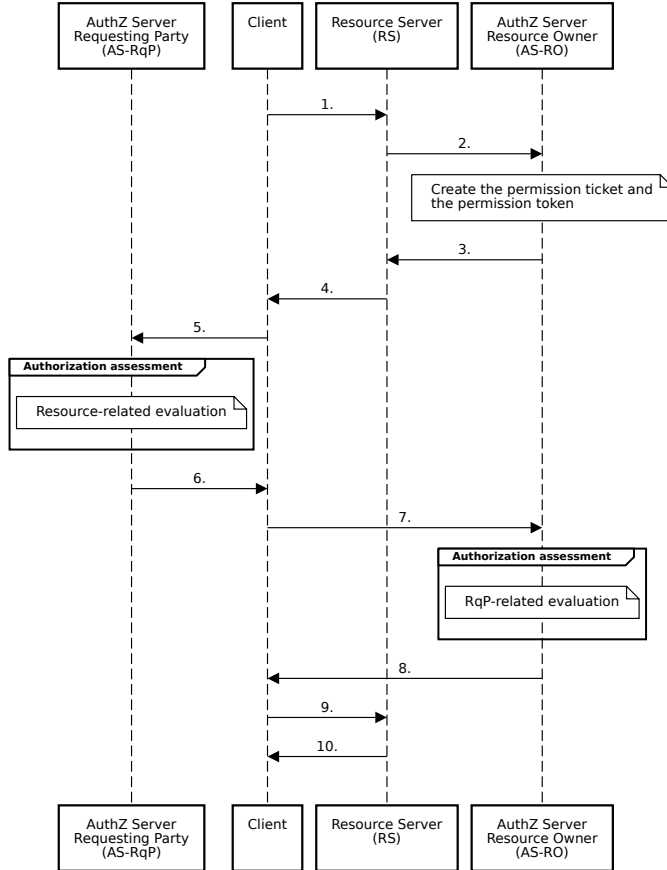 AuthZ Server
Requesting Party
(AS-RqP)
Client
Resource Server
(RS)
AuthZ Server
Resource Owner
(AS-RO)
1.
2.
Create the permission ticket and
the permission token
3.
4.
5.
Authorization assessment
Resource-related evaluation
6.
7.
Authorization assessment
RqP-related evaluation
8.
9.
10.
AuthZ Server
Requesting Party
(AS-RqP)
Client
Resource Server
(RS)
AuthZ Server
Resource Owner
(AS-RO)